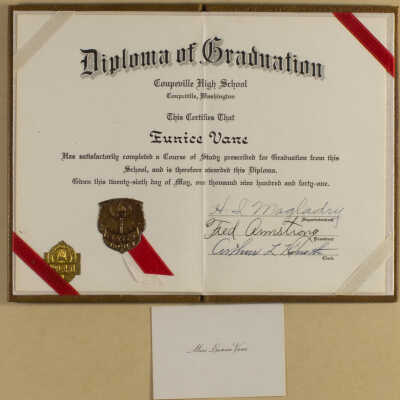 Diploma of Graduation
Coupeville High School
Coupeville, Washington
This Certifies That
Eunice Vane
Has satisfactorily completed a Course of Study prescribed for Graduation from this
School, and is therefore awarded this Diploma.
Given this twenty-sixth day of May, one thousand nine hundred and forty-one.
Superintendent
Fred Armstrong
President
Clerk
Miss Eunice Vane